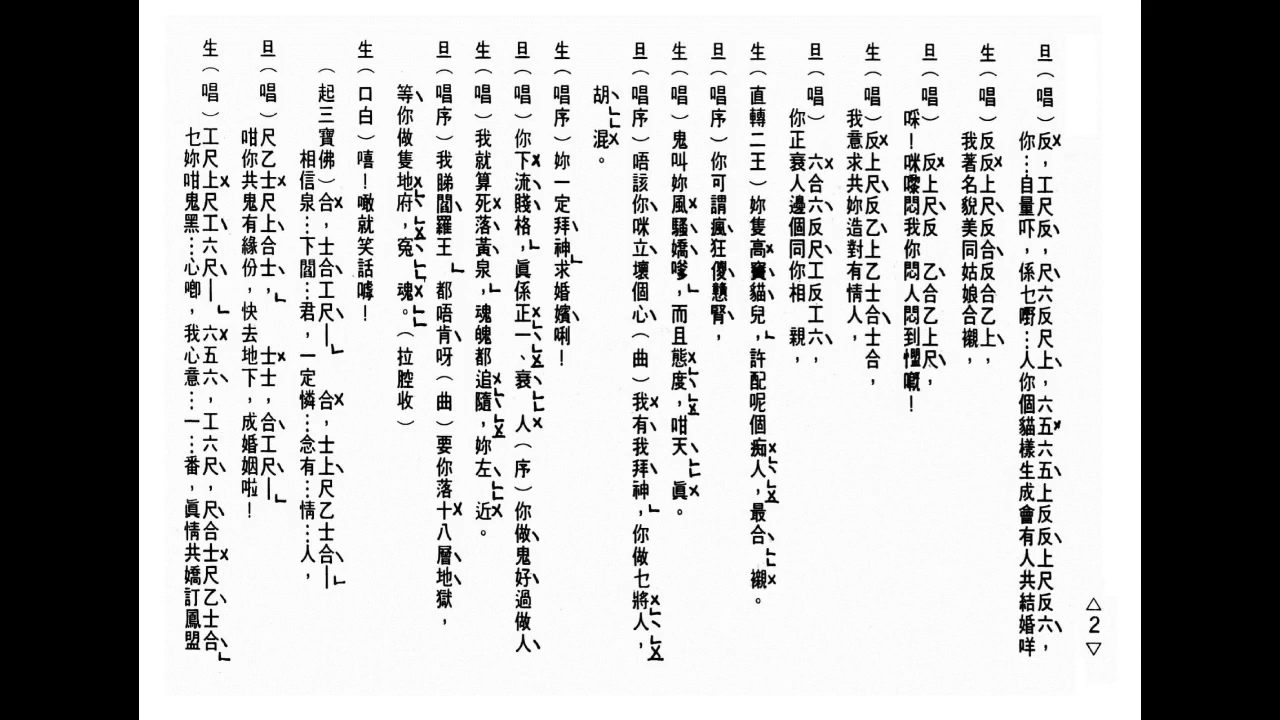 旦（唱）反，工尺反，尺六反尺上，六五六五上反反上尺反六，
你…自量吓，係乜嘢…人你個貓樣生成會有人共結婚咩
生（唱）反反上尺反合反合乙上，
我著名貌美同姑娘合襯，
旦（唱）反上尺反　乙合乙上尺，
啋！咪嚟悶我你悶人悶到慳嘅！
生（唱）反上尺反乙上乙士合士合，
我意求共妳造對有情人，
旦（唱）六合六反尺工反工六，
你正衰人邊個同你相　親，
生（直轉二王）妳隻高竇貓兒，許配呢個痴人，最合　襯。
旦（唱序）你可謂瘋狂傻戇腎，
生（唱）鬼叫妳風騷嬌嗲，而且態度，咁天　眞。
旦（唱序）唔該你咪立壞個心（曲）我有我拜神，你做乜將人，
胡　混。
生（唱序）妳一定拜神求婚嬪唎！
旦（唱）你下流賤格，眞係正一、衰　人（序）你做鬼好過做人
生（唱）我就算死落黃泉，魂魄都追隨，妳左　近。
旦（唱序）我睇閻羅王　都唔肯呀（曲）要你落十八層地獄，
等你做隻地府，冤　魂。（拉腔收）
生（口白）嘻！噉就笑話㗎！
（起三寶佛）合，士合工尺｜　合，士上尺乙士合｜
相信泉…下閻…君，一定憐…念有…情…人，
旦（唱）尺乙士尺上合士，　士士，合工尺｜
咁你共鬼有緣份，快去地下，成婚姻啦！
生（唱）工尺上尺工六尺｜　六五六，工六尺，尺合士尺乙士合
乜妳咁鬼黑…心㗎，我心意…一…番，眞情共嬌訂鳳盟
△
2
▽